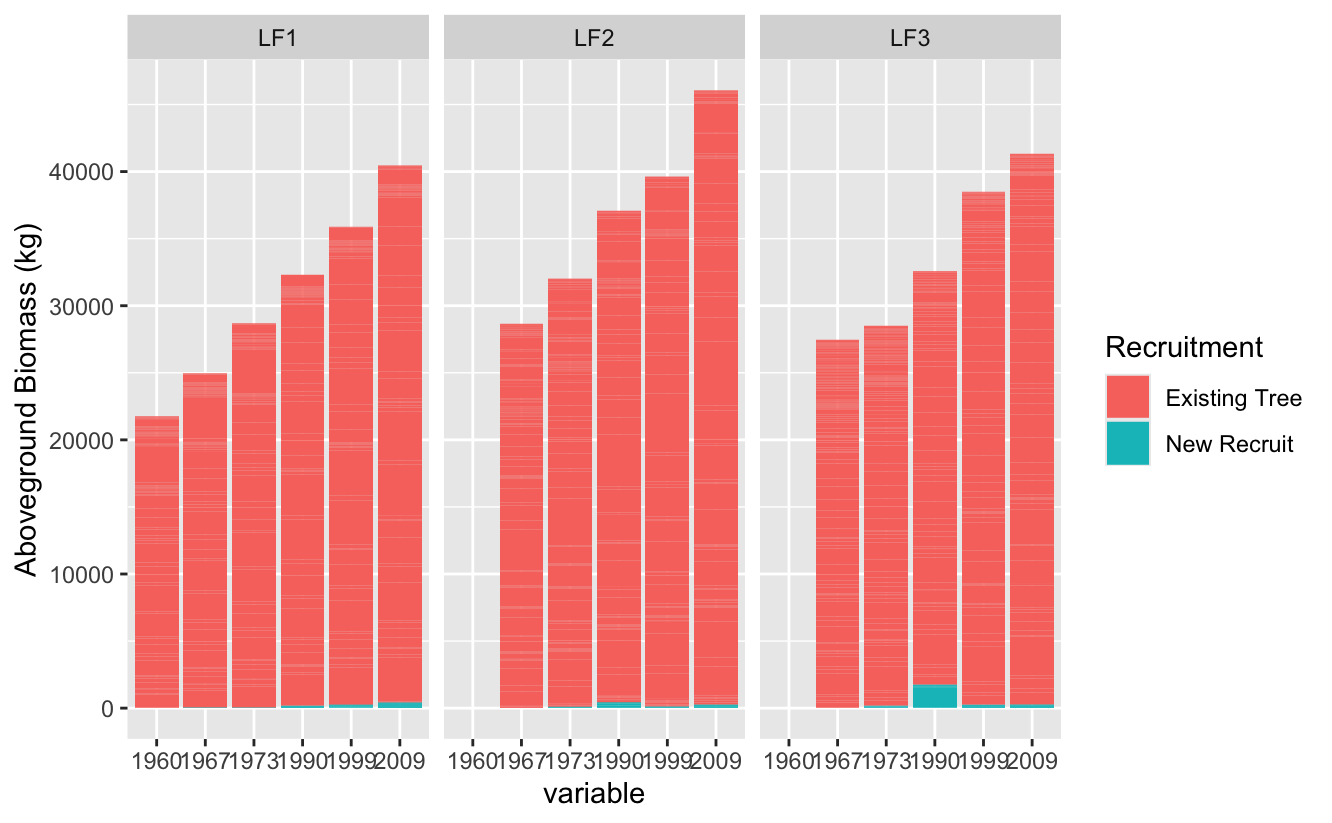 LF1 LF2 LF3
Aboveground Biomass (kg)
40000
30000
20000
10000
0
1960 1967 1973 1990 1999 2009 1960 1967 1973 1990 1999 2009 1960 1967 1973 1990 1999 2009
variable
Recruitment
Existing Tree
New Recruit